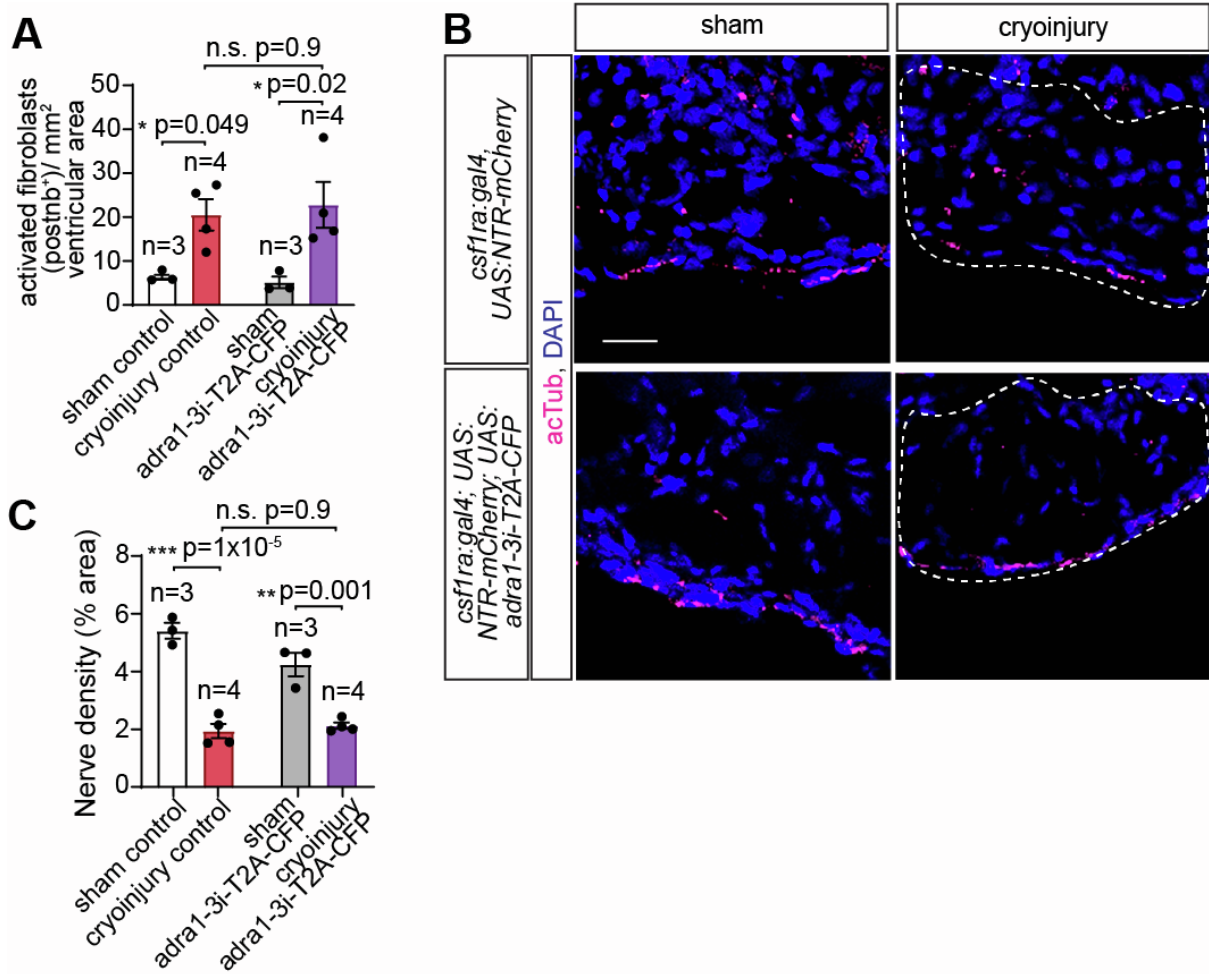 A
activated fibroblasts
(postnb⁺)/ mm²
ventricular area
50
40
30
20
10
0
n.s. p=0.9
* p=0.02
n=4
* p=0.049
n=4
n=3
n=3
sham control
cryoinjury control
sham
adra1-3i-T2A-CFP
cryoinjury
adra1-3i-T2A-CFP
B
sham
cryoinjury
csf1ra:gal4,
UAS:NTR-mCherry
csf1ra:gal4; UAS:
NTR-mCherry; UAS:
adra1-3i-T2A-CFP
acTub, DAPI
C
Nerve density (% area)
8
6
4
2
0
n.s. p=0.9
*** p=1x10⁻⁵
n=3
** p=0.001
n=3
n=4
n=4
sham control
cryoinjury control
sham
adra1-3i-T2A-CFP
cryoinjury
adra1-3i-T2A-CFP